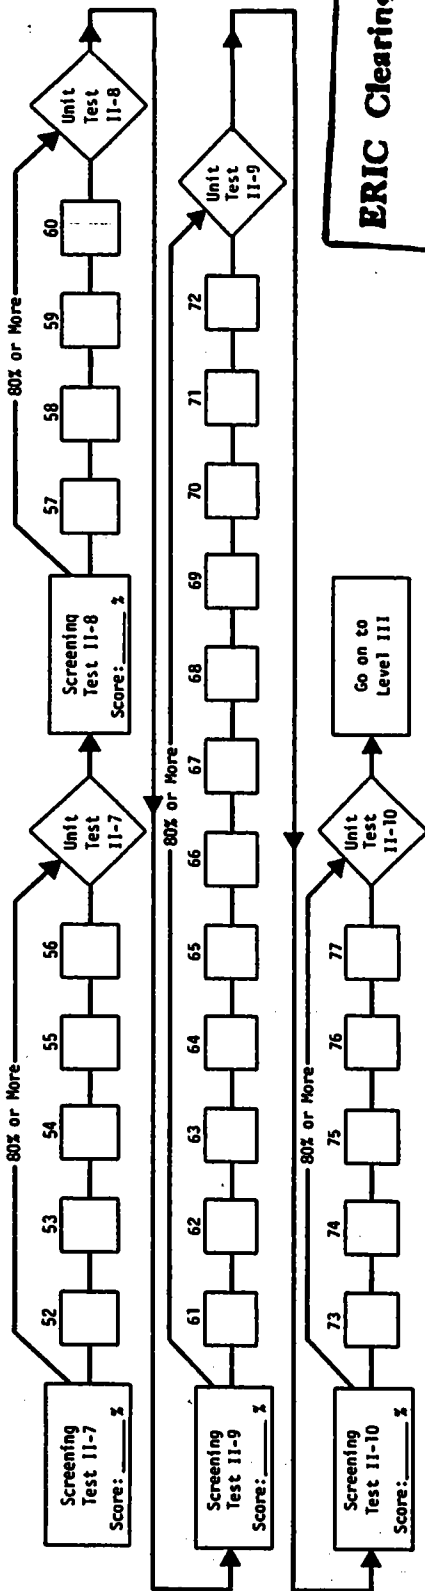 Screening
Test II-7
Score:____%
80% or More
52
53
54
55
56
Unit
Test
II-7
Screening
Test II-8
Score:____%
80% or More
57
58
59
60
Unit
Test
II-8
Screening
Test II-9
Score:____%
80% or More
61
62
63
64
65
66
67
68
69
70
71
72
Unit
Test
II-9
Screening
Test II-10
Score:____%
80% or More
73
74
75
76
77
Unit
Test
II-10
Go on to
Level III
ERIC Clearing